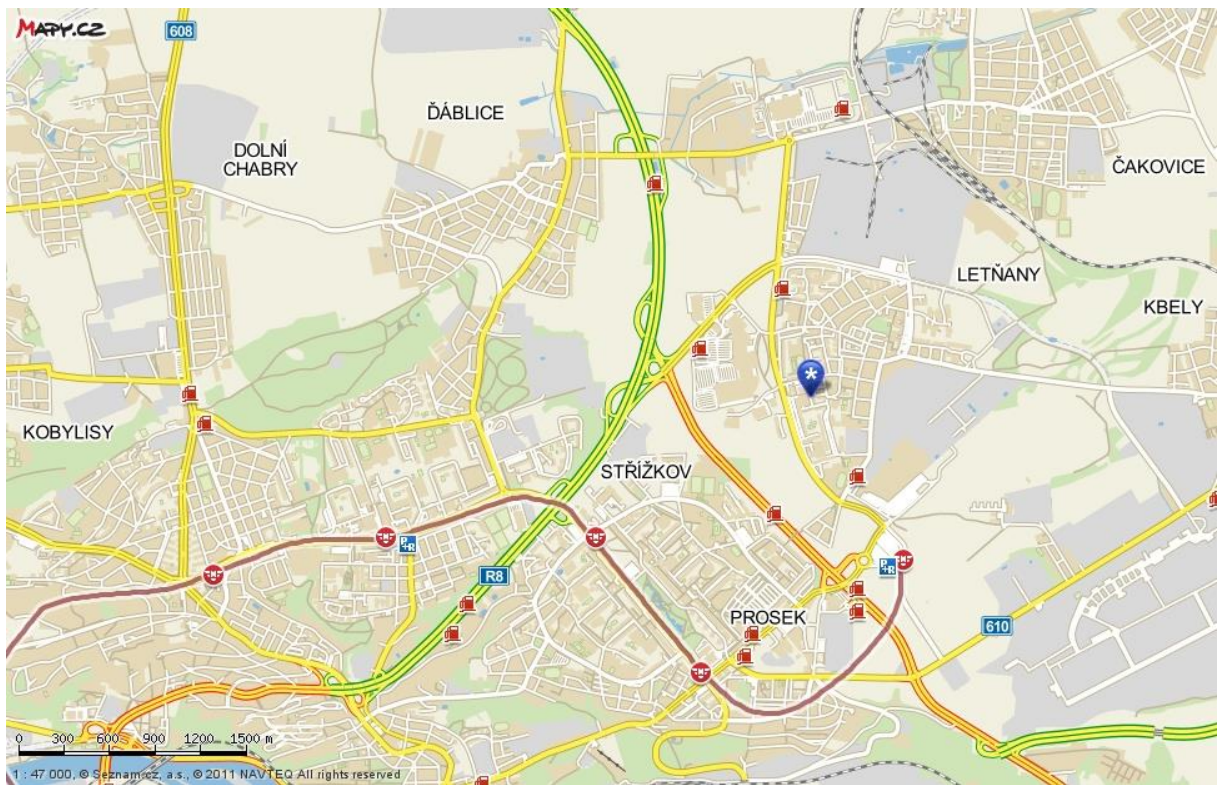 MAPY.CZ
608
ĎÁBLICE
DOLNÍ
CHABRY
ČAKOVICE
LETŇANY
KBELY
*
KOBYLISY
STŘÍŽKOV
P+R
R8
P+R
PROSEK
610
0 300 600 900 1200 1500 m
1 : 47 000, © Seznam.cz, a.s., © 2011 NAVTEQ All rights reserved